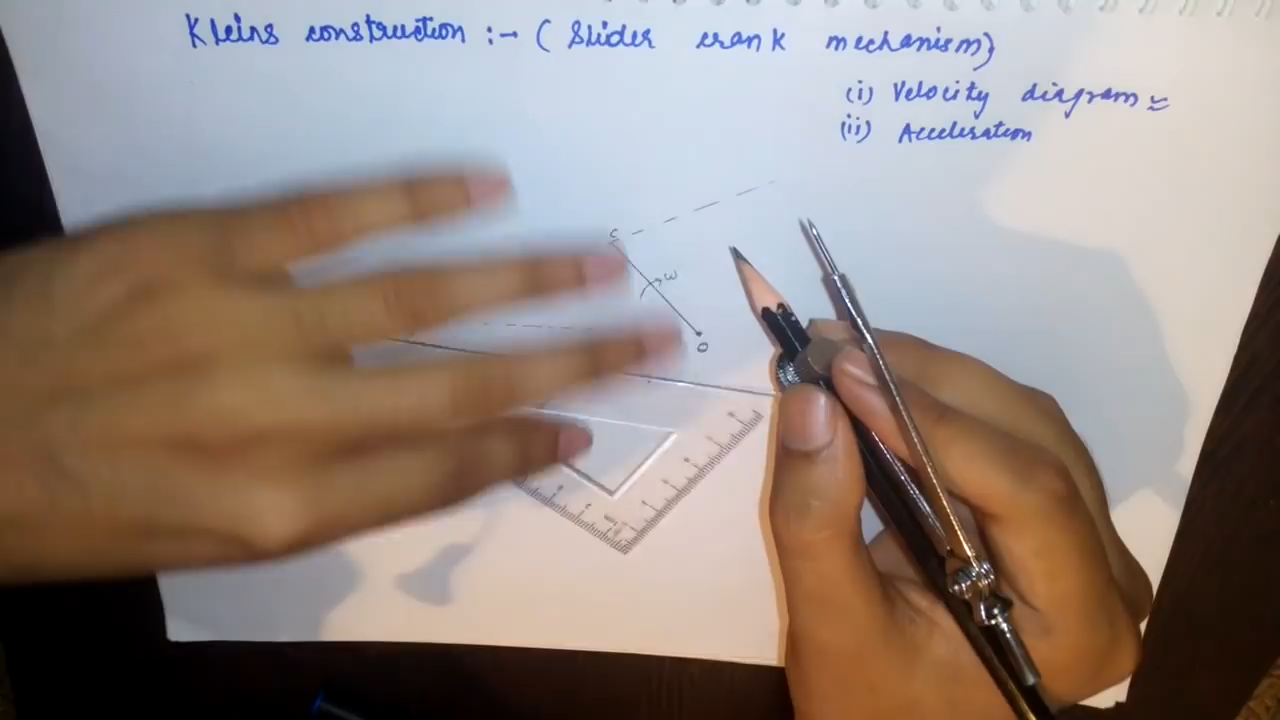 Kleins construction :- (Slider crank mechanism)
(i) Velocity diagram
(ii) Acceleration
C
ω
O